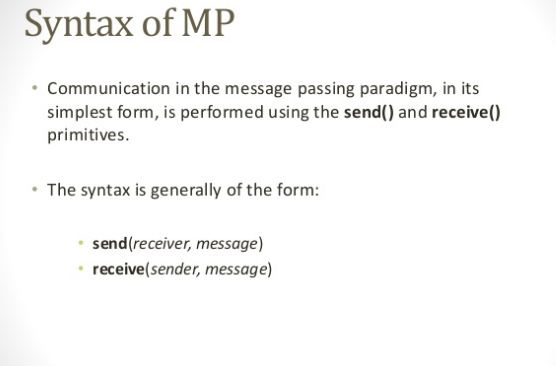 Syntax of MP
• Communication in the message passing paradigm, in its
simplest form, is performed using the send() and receive()
primitives.
• The syntax is generally of the form:
• send(receiver, message)
• receive(sender, message)